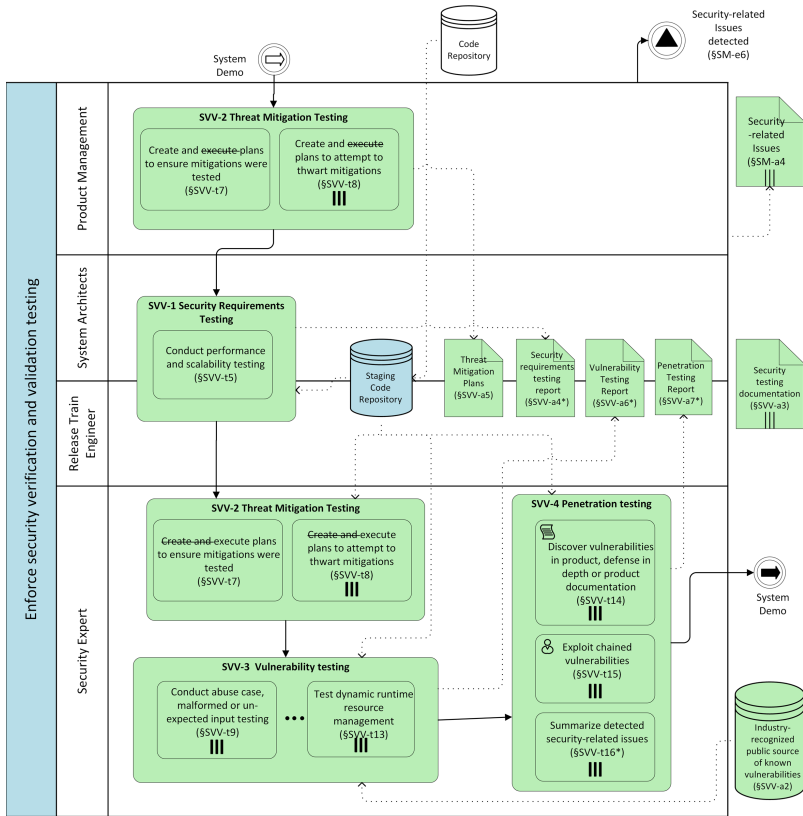 Security-related
Issues
detected
(§SM-e6)
Code
Repository
System
Demo
Enforce security verification and validation testing
Product Management
SVV-2 Threat Mitigation Testing
Create and execute plans
to ensure mitigations were
tested
(§SVV-t7)
Create and execute
plans to attempt to
thwart mitigations
(§SVV-t8)
Security
-related
Issues
(§SM-a4
System Architects
SVV-1 Security Requirements
Testing
Conduct performance
and scalability testing
(§SVV-t5)
Staging
Code
Repository
Threat
Mitigation
Plans
(§SVV-a5)
Security
requirements
testing
report
(§SVV-a4*)
Vulnerability
Testing
Report
(§SVV-a6*)
Penetration
Testing
Report
(§SVV-a7*)
Security
testing
documentation
(§SVV-a3)
Release Train
Engineer
Security Expert
SVV-2 Threat Mitigation Testing
Create and execute plans
to ensure mitigations were
tested
(§SVV-t7)
Create and execute
plans to attempt to
thwart mitigations
(§SVV-t8)
SVV-4 Penetration testing
Discover vulnerabilities
in product, defense in
depth or product
documentation
(§SVV-t14)
Exploit chained
vulnerabilities
(§SVV-t15)
Summarize detected
security-related issues
(§SVV-t16*)
System
Demo
SVV-3 Vulnerability testing
Conduct abuse case,
malformed or un-
expected input testing
(§SVV-t9)
Test dynamic runtime
resource
management
(§SVV-t13)
Industry-
recognized
public source
of known
vulnerabilities
(§SVV-a2)